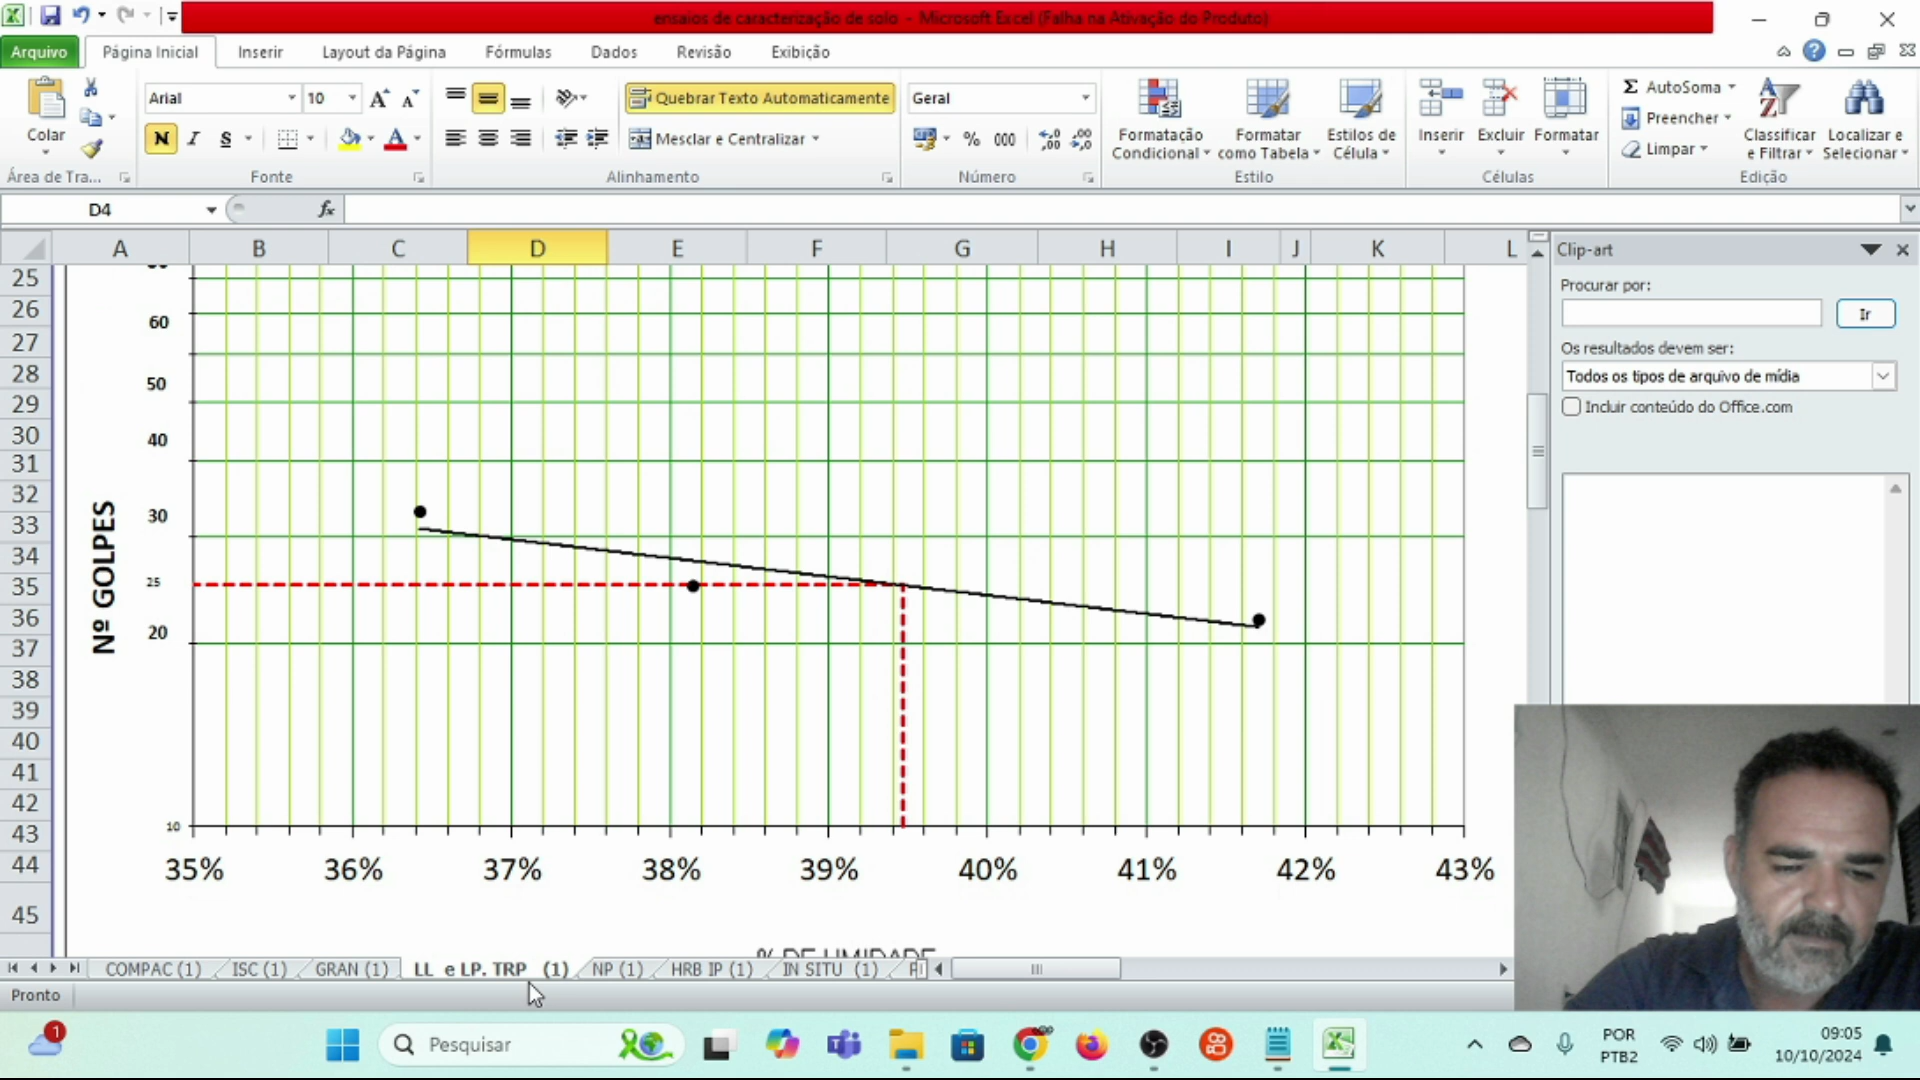 ensaios de caracterização de solo - Microsoft Excel (Falha na Ativação do Produto)
Arquivo Página Inicial Inserir Layout da Página Fórmulas Dados Revisão Exibição
Colar
Arial 10
N I S
Quebrar Texto Automaticamente
Mesclar e Centralizar
Geral
% 000
Formatação Condicional
Formatar como Tabela
Estilos de Célula
Inserir Excluir Formatar
AutoSoma
Preencher
Limpar
Classificar e Filtrar
Localizar e Selecionar
Área de Tra... Fonte Alinhamento Número Estilo Células Edição
D4 fx
A B C D E F G H I J K L
25
26
27
28
29
30
31
32
33
34
35
36
37
38
39
40
41
42
43
44
45
Nº GOLPES
60
50
40
30
25
20
10
35% 36% 37% 38% 39% 40% 41% 42% 43%
% DE UMIDADE
Clip-art
Procurar por:
Ir
Os resultados devem ser:
Todos os tipos de arquivo de mídia
Incluir conteúdo do Office.com
COMPAC (1) ISC (1) GRAN (1) LL e LP. TRP (1) NP (1) HRB IP (1) IN SITU (1)
Pronto
1
Pesquisar
POR
PTB2
09:05
10/10/2024